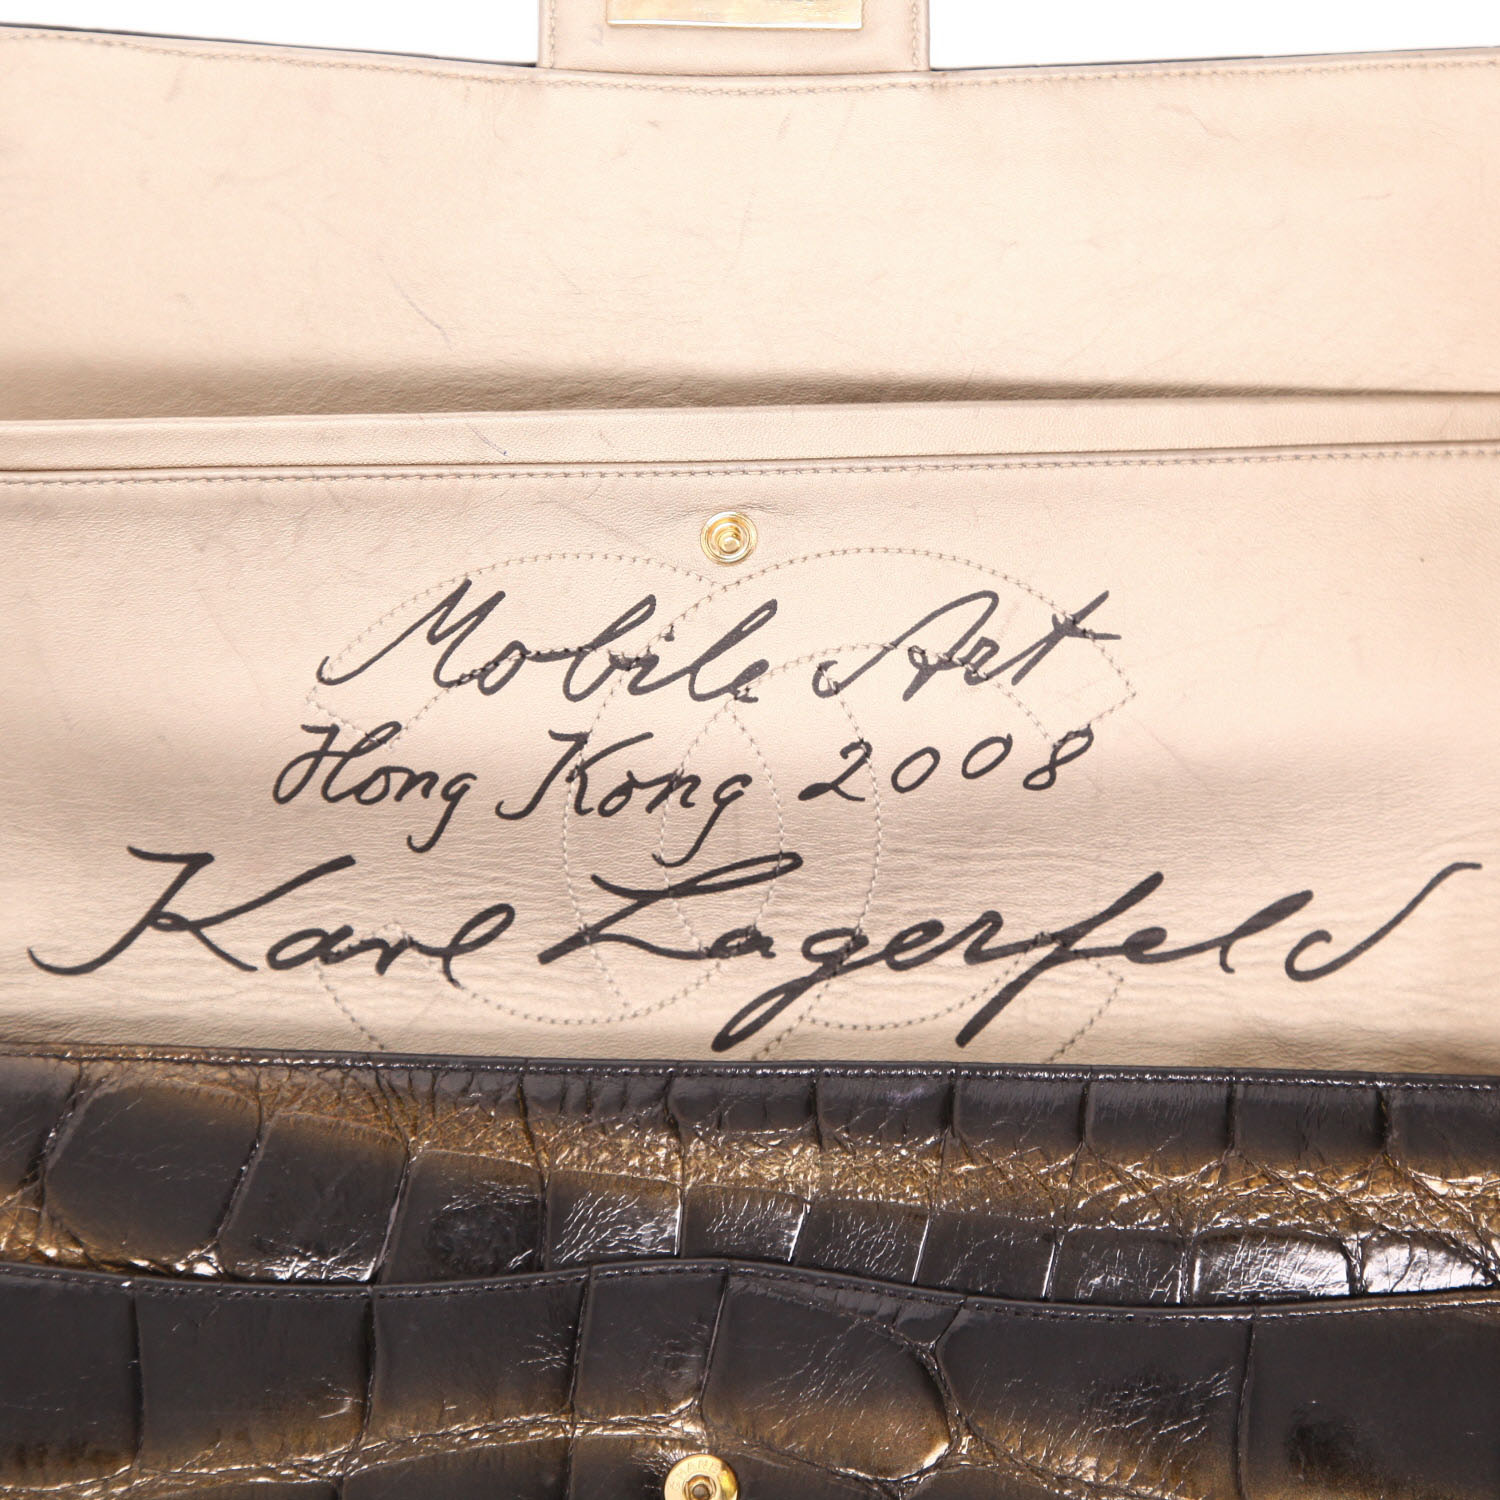 Mobile Art
Hong Kong 2008
Karl Lagerfeld